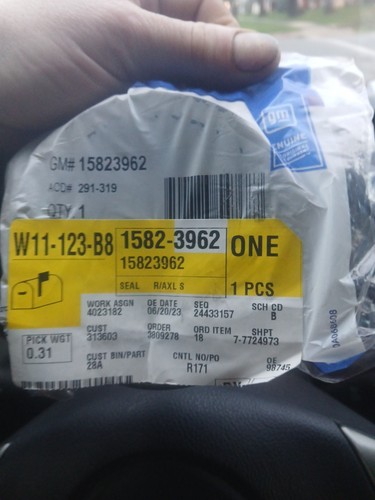 gm
GENUINE
GM# 15823962
ACD# 291-319
QTY. 1
W11-123-B8
1582-3962
15823962
ONE
SEAL R/AXL S
1 PCS
WORK ASGN
4023182
OE DATE
06/20/23
SEQ
24433157
SCH CD
B
PICK WGT
0.31
CUST
313603
ORDER
3809278
ORD ITEM
18
SHPT
7-7724973
CUST BIN/PART
28A
CNTL NO/PO
R171
OE
98745